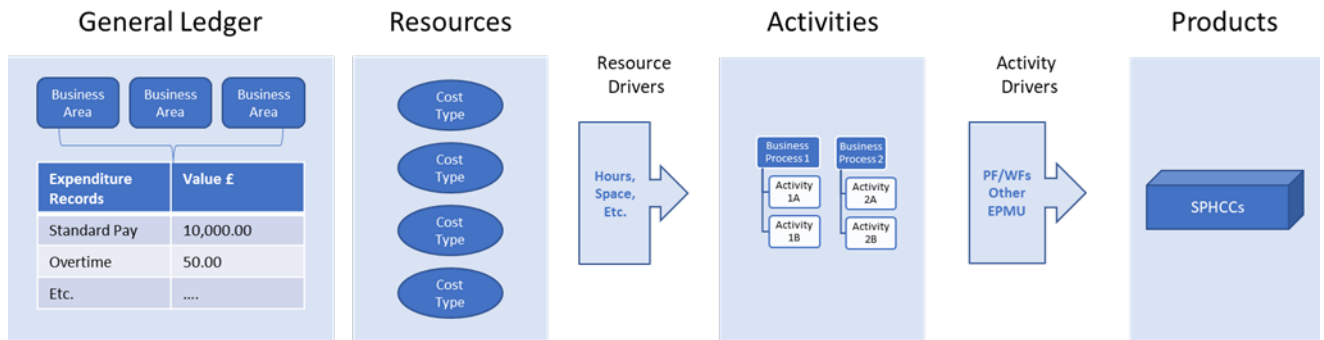 General Ledger
Resources
Activities
Products
Resource
Drivers
Activity
Drivers
Business
Area
Business
Area
Business
Area
Expenditure
Records
Value £
Standard Pay
10,000.00
Overtime
50.00
Etc.
....
Cost
Type
Cost
Type
Cost
Type
Cost
Type
Hours,
Space,
Etc.
Business
Process 1
Activity
1A
Activity
1B
Business
Process 2
Activity
2A
Activity
2B
PF/WFs
Other
EPMU
SPHCCs